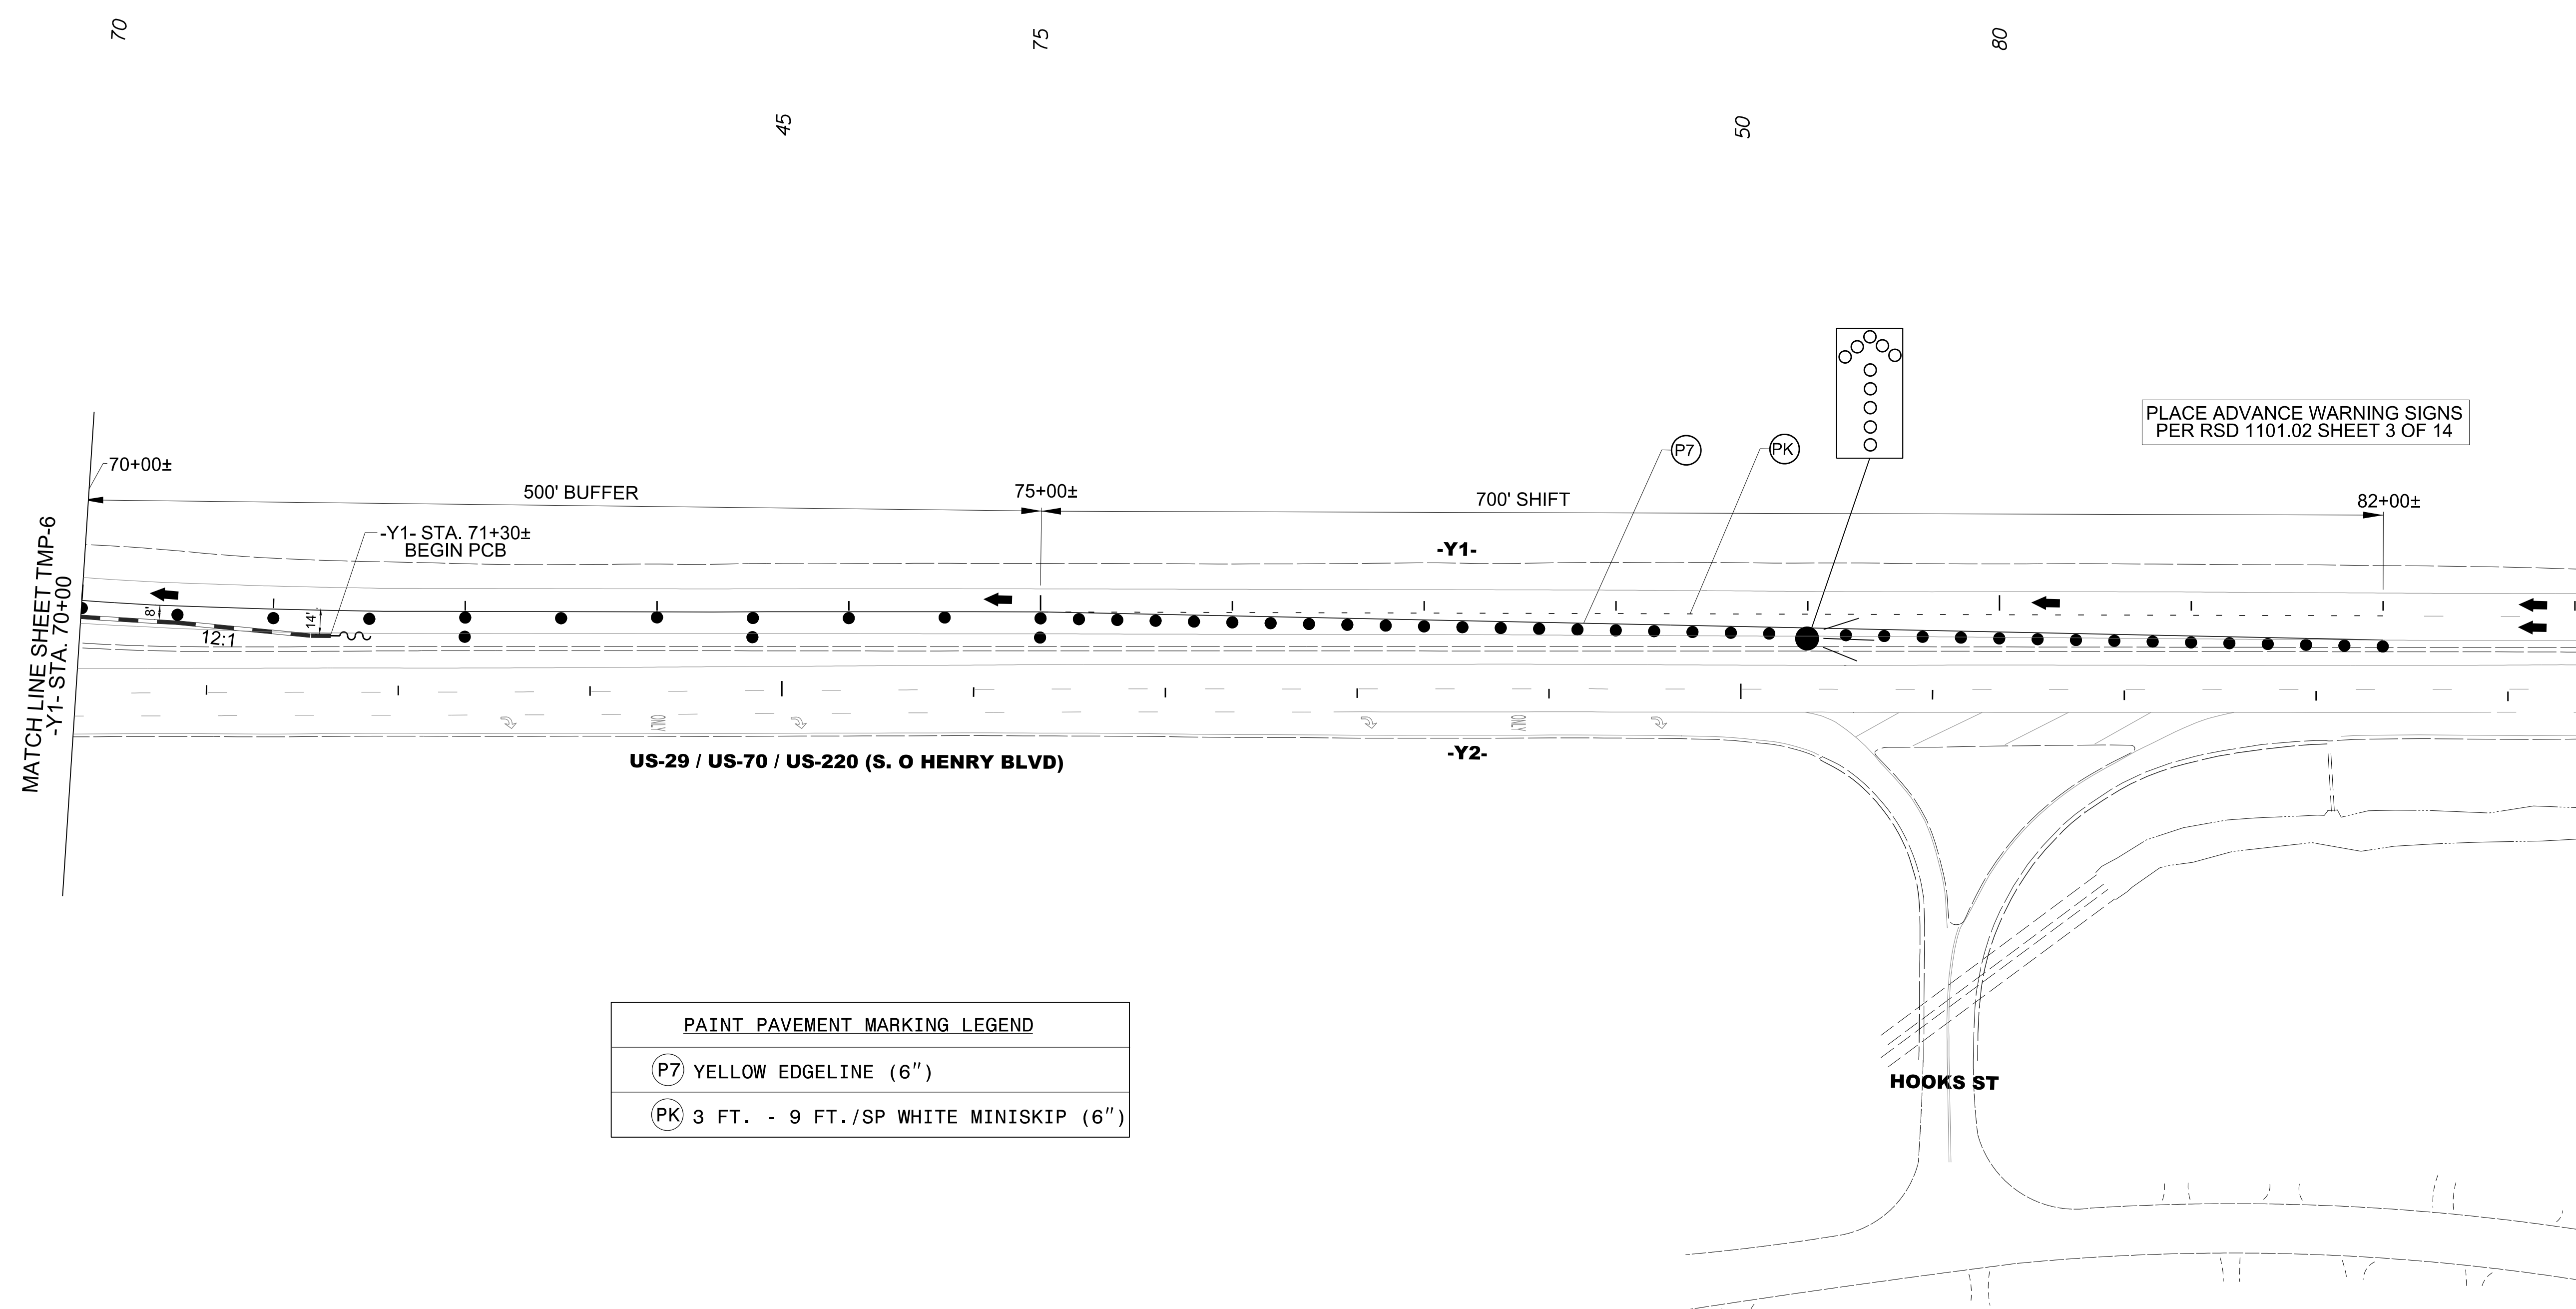 70
75
80
45
50
PLACE ADVANCE WARNING SIGNS
PER RSD 1101.02 SHEET 3 OF 14
P7
PK
70+00±
500' BUFFER
75+00±
700' SHIFT
82+00±
-Y1- STA. 71+30±
BEGIN PCB
-Y1-
MATCH LINE SHEET TMP-6
-Y1- STA. 70+00
8'
14'
12:1
ONLY
ONLY
US-29 / US-70 / US-220 (S. O HENRY BLVD)
-Y2-
PAINT PAVEMENT MARKING LEGEND
P7 YELLOW EDGELINE (6")
PK 3 FT. - 9 FT./SP WHITE MINISKIP (6")
HOOKS ST